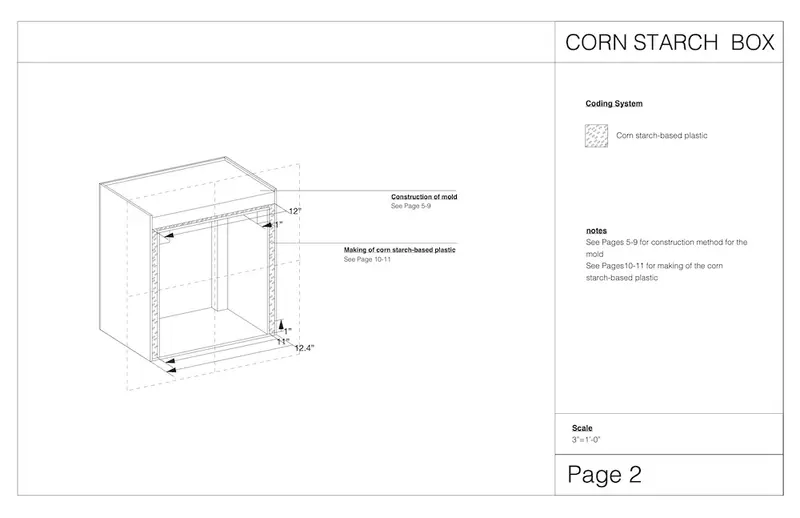 CORN STARCH BOX
Coding System
Corn starch-based plastic
Construction of mold
See Page 5-9
12"
1"
Making of corn starch-based plastic
See Page 10-11
1"
11"
12.4"
notes
See Pages 5-9 for construction method for the
mold
See Pages10-11 for making of the corn
starch-based plastic
Scale
3"=1'-0"
Page 2